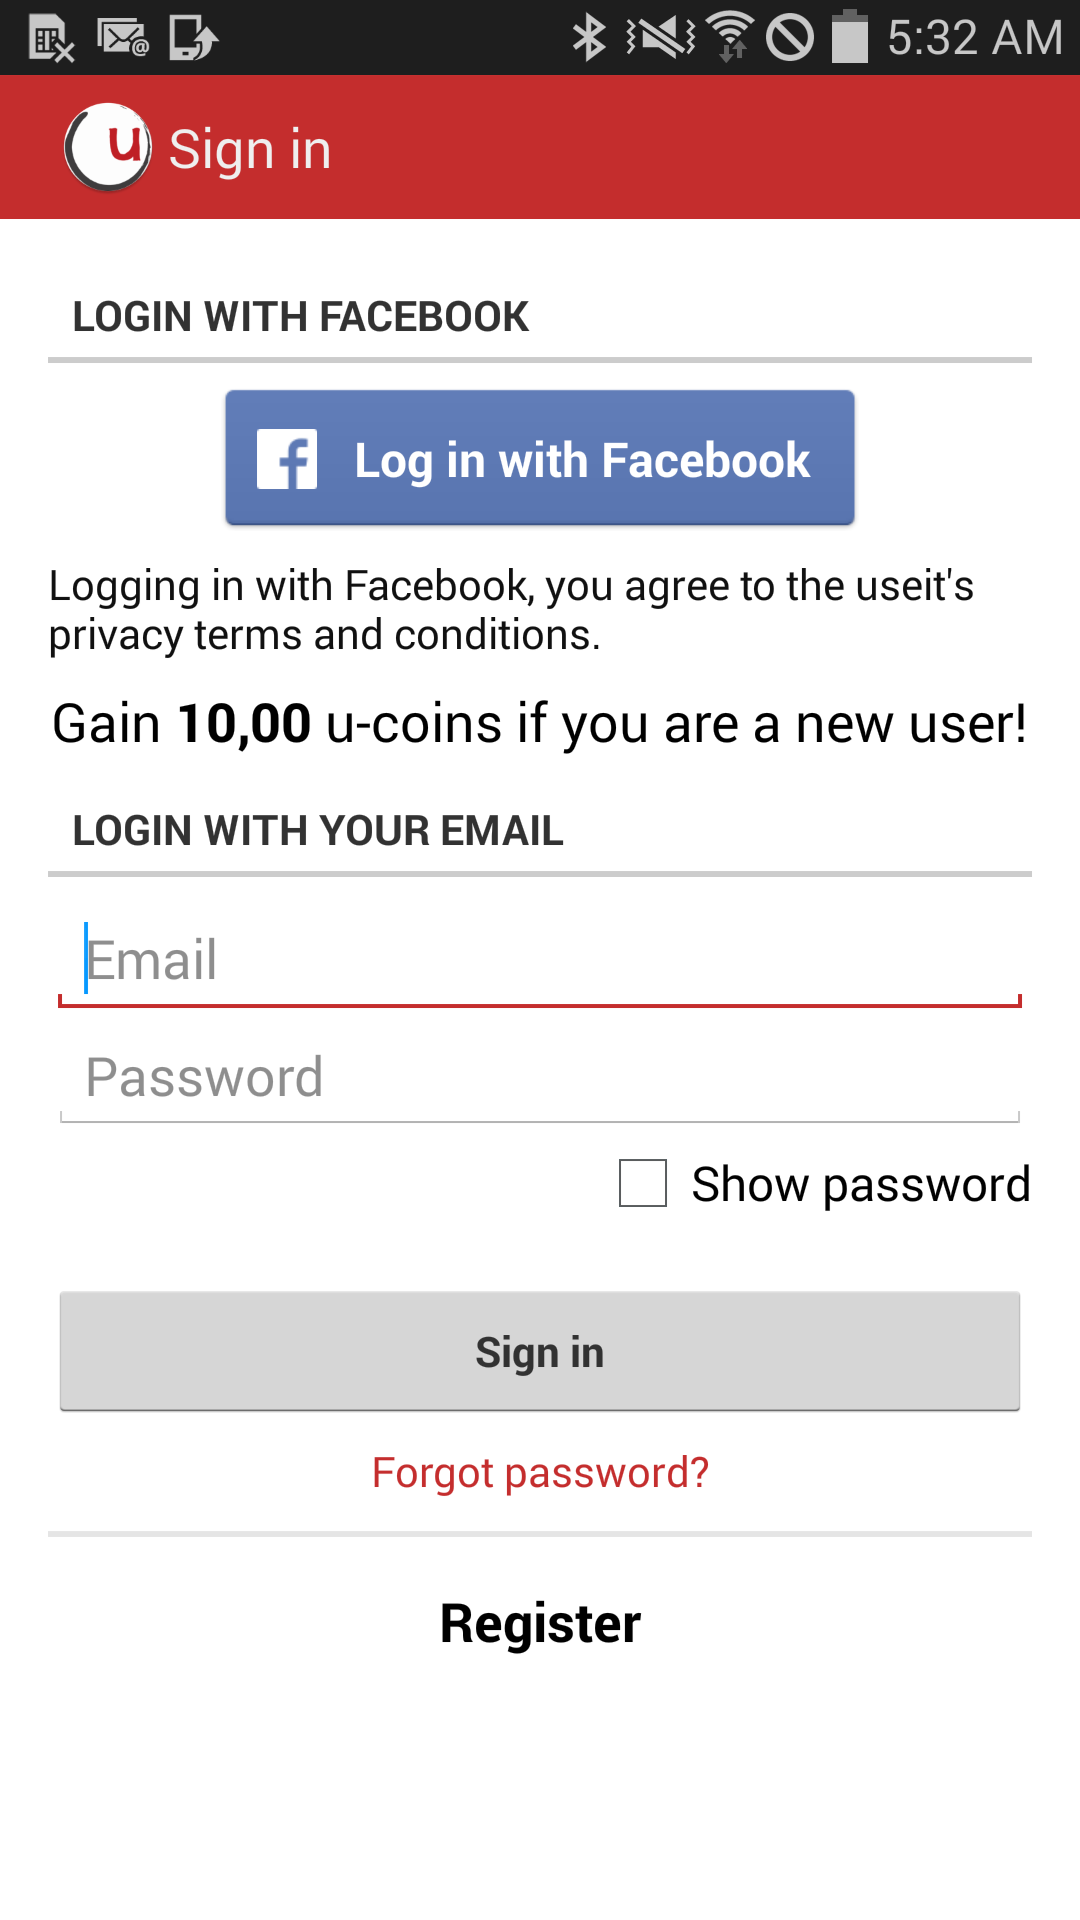 5:32 AM
u Sign in
LOGIN WITH FACEBOOK
f Log in with Facebook
Logging in with Facebook, you agree to the useit's
privacy terms and conditions.
Gain 10,00 u-coins if you are a new user!
LOGIN WITH YOUR EMAIL
Email
Password
Show password
Sign in
Forgot password?
Register